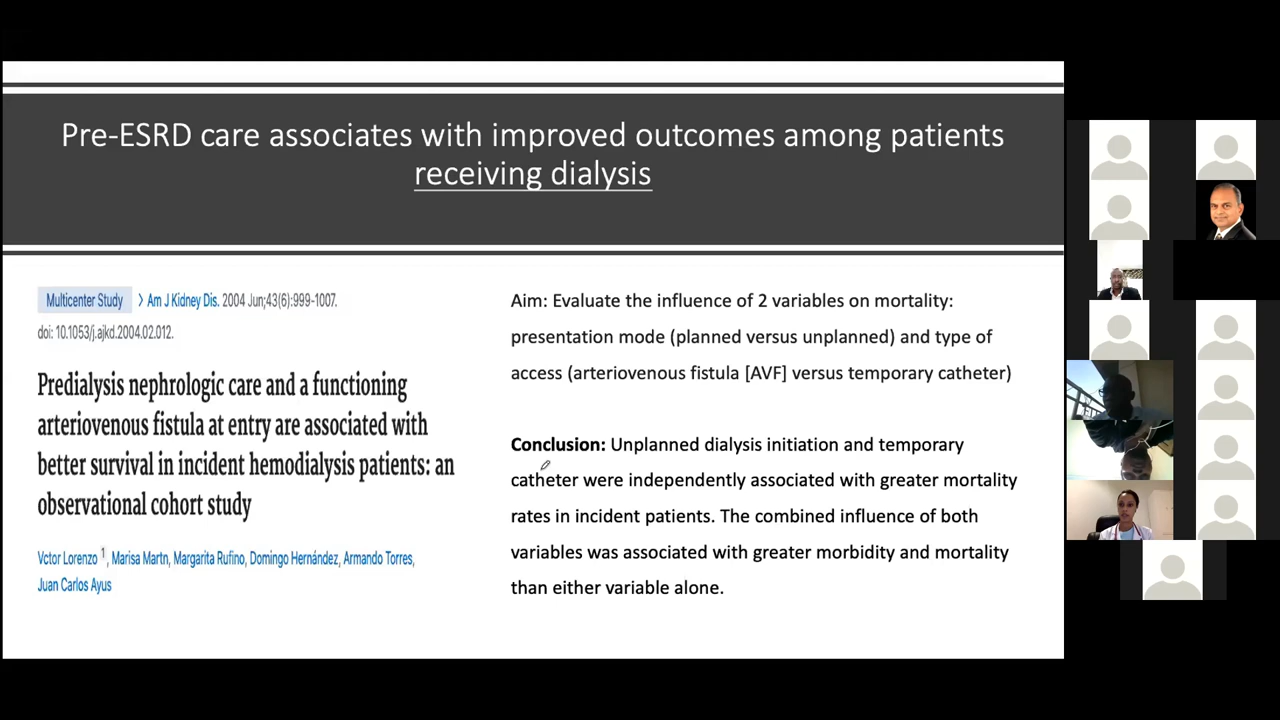 Pre-ESRD care associates with improved outcomes among patients
receiving dialysis
Multicenter Study > Am J Kidney Dis. 2004 Jun;43(6):999-1007.
doi: 10.1053/j.ajkd.2004.02.012.
Predialysis nephrologic care and a functioning
arteriovenous fistula at entry are associated with
better survival in incident hemodialysis patients: an
observational cohort study
Vctor Lorenzo 1, Marisa Martn, Margarita Rufino, Domingo Hernández, Armando Torres,
Juan Carlos Ayus
Aim: Evaluate the influence of 2 variables on mortality:
presentation mode (planned versus unplanned) and type of
access (arteriovenous fistula [AVF] versus temporary catheter)
Conclusion: Unplanned dialysis initiation and temporary
catheter were independently associated with greater mortality
rates in incident patients. The combined influence of both
variables was associated with greater morbidity and mortality
than either variable alone.